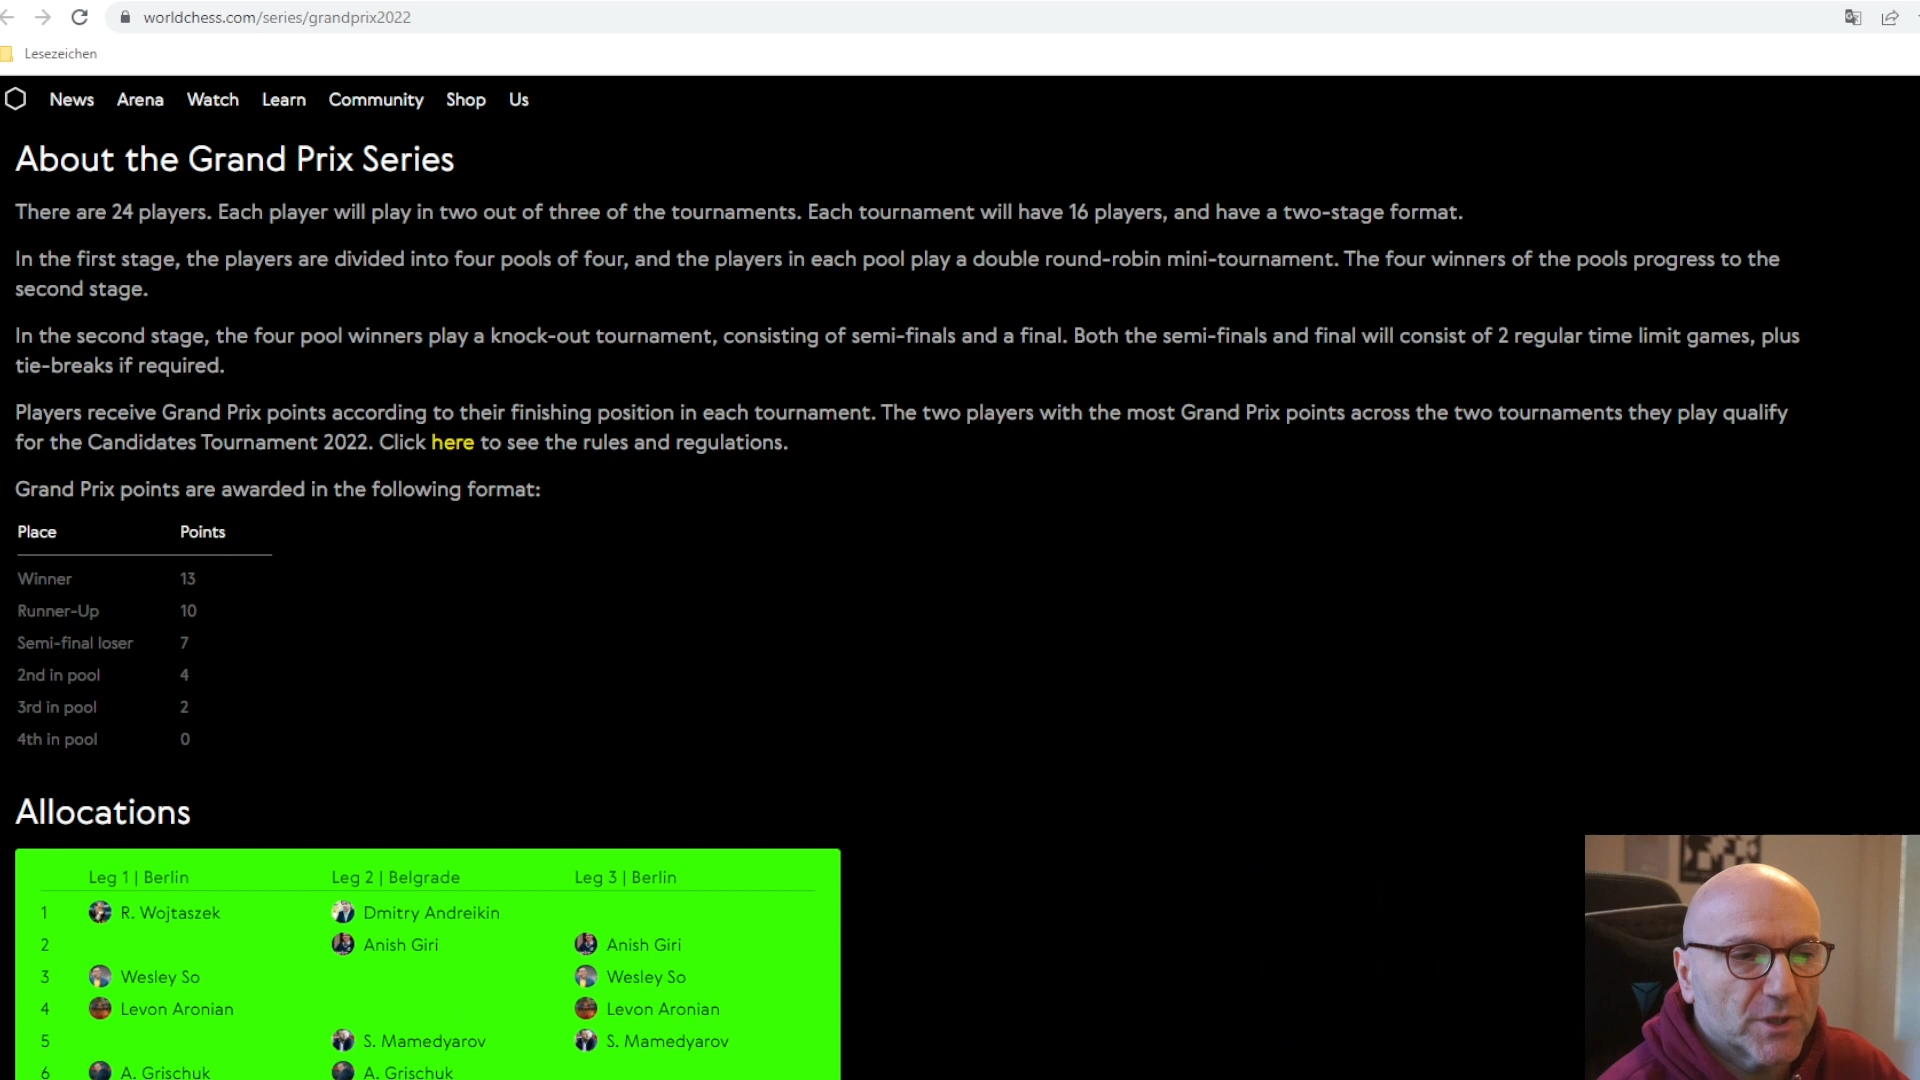 worldchess.com/series/grandprix2022
Lesezeichen
News Arena Watch Learn Community Shop Us
About the Grand Prix Series
There are 24 players. Each player will play in two out of three of the tournaments. Each tournament will have 16 players, and have a two-stage format.
In the first stage, the players are divided into four pools of four, and the players in each pool play a double round-robin mini-tournament. The four winners of the pools progress to the
second stage.
In the second stage, the four pool winners play a knock-out tournament, consisting of semi-finals and a final. Both the semi-finals and final will consist of 2 regular time limit games, plus
tie-breaks if required.
Players receive Grand Prix points according to their finishing position in each tournament. The two players with the most Grand Prix points across the two tournaments they play qualify
for the Candidates Tournament 2022. Click here to see the rules and regulations.
Grand Prix points are awarded in the following format:
Place Points
Winner 13
Runner-Up 10
Semi-final loser 7
2nd in pool 4
3rd in pool 2
4th in pool 0
Allocations
Leg 1 | Berlin Leg 2 | Belgrade Leg 3 | Berlin
1 R. Wojtaszek Dmitry Andreikin
2 Anish Giri Anish Giri
3 Wesley So Wesley So
4 Levon Aronian Levon Aronian
5 S. Mamedyarov S. Mamedyarov
6 A. Grischuk A. Grischuk